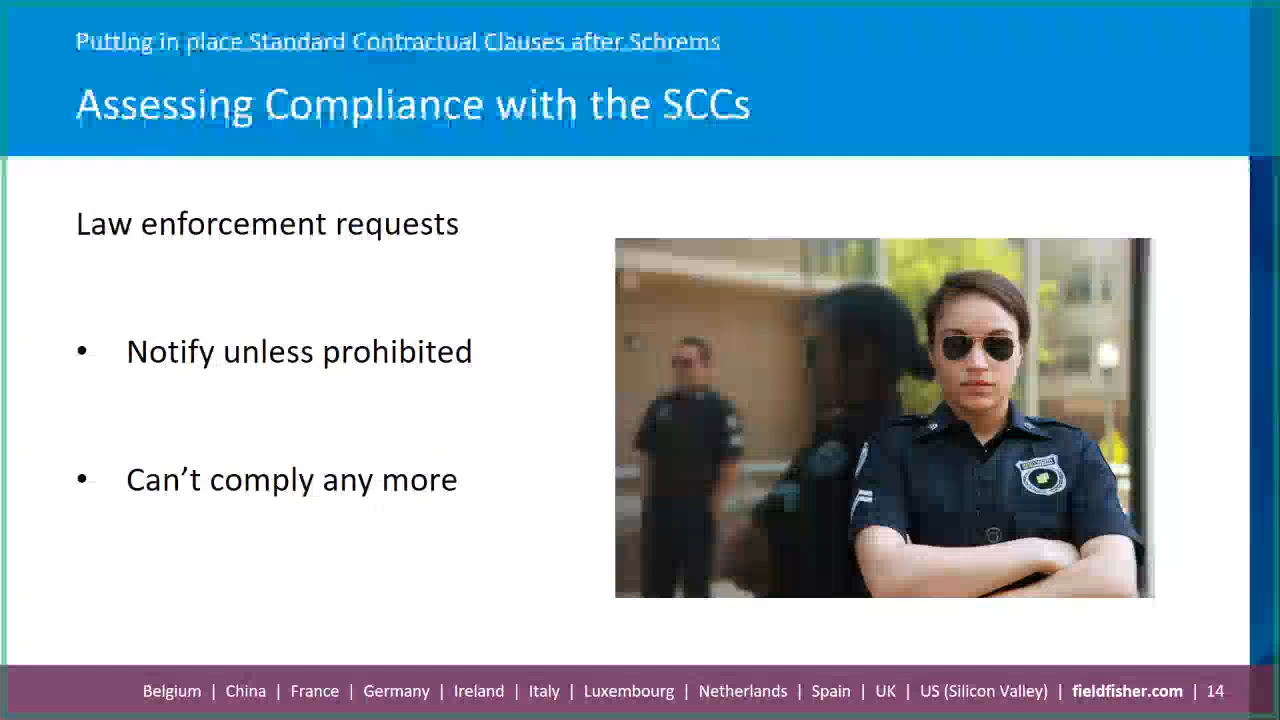 Putting in place Standard Contractual Clauses after Schrems
Assessing Compliance with the SCCs
Law enforcement requests
• Notify unless prohibited
• Can’t comply any more
Belgium | China | France | Germany | Ireland | Italy | Luxembourg | Netherlands | Spain | UK | US (Silicon Valley) | fieldfisher.com | 14